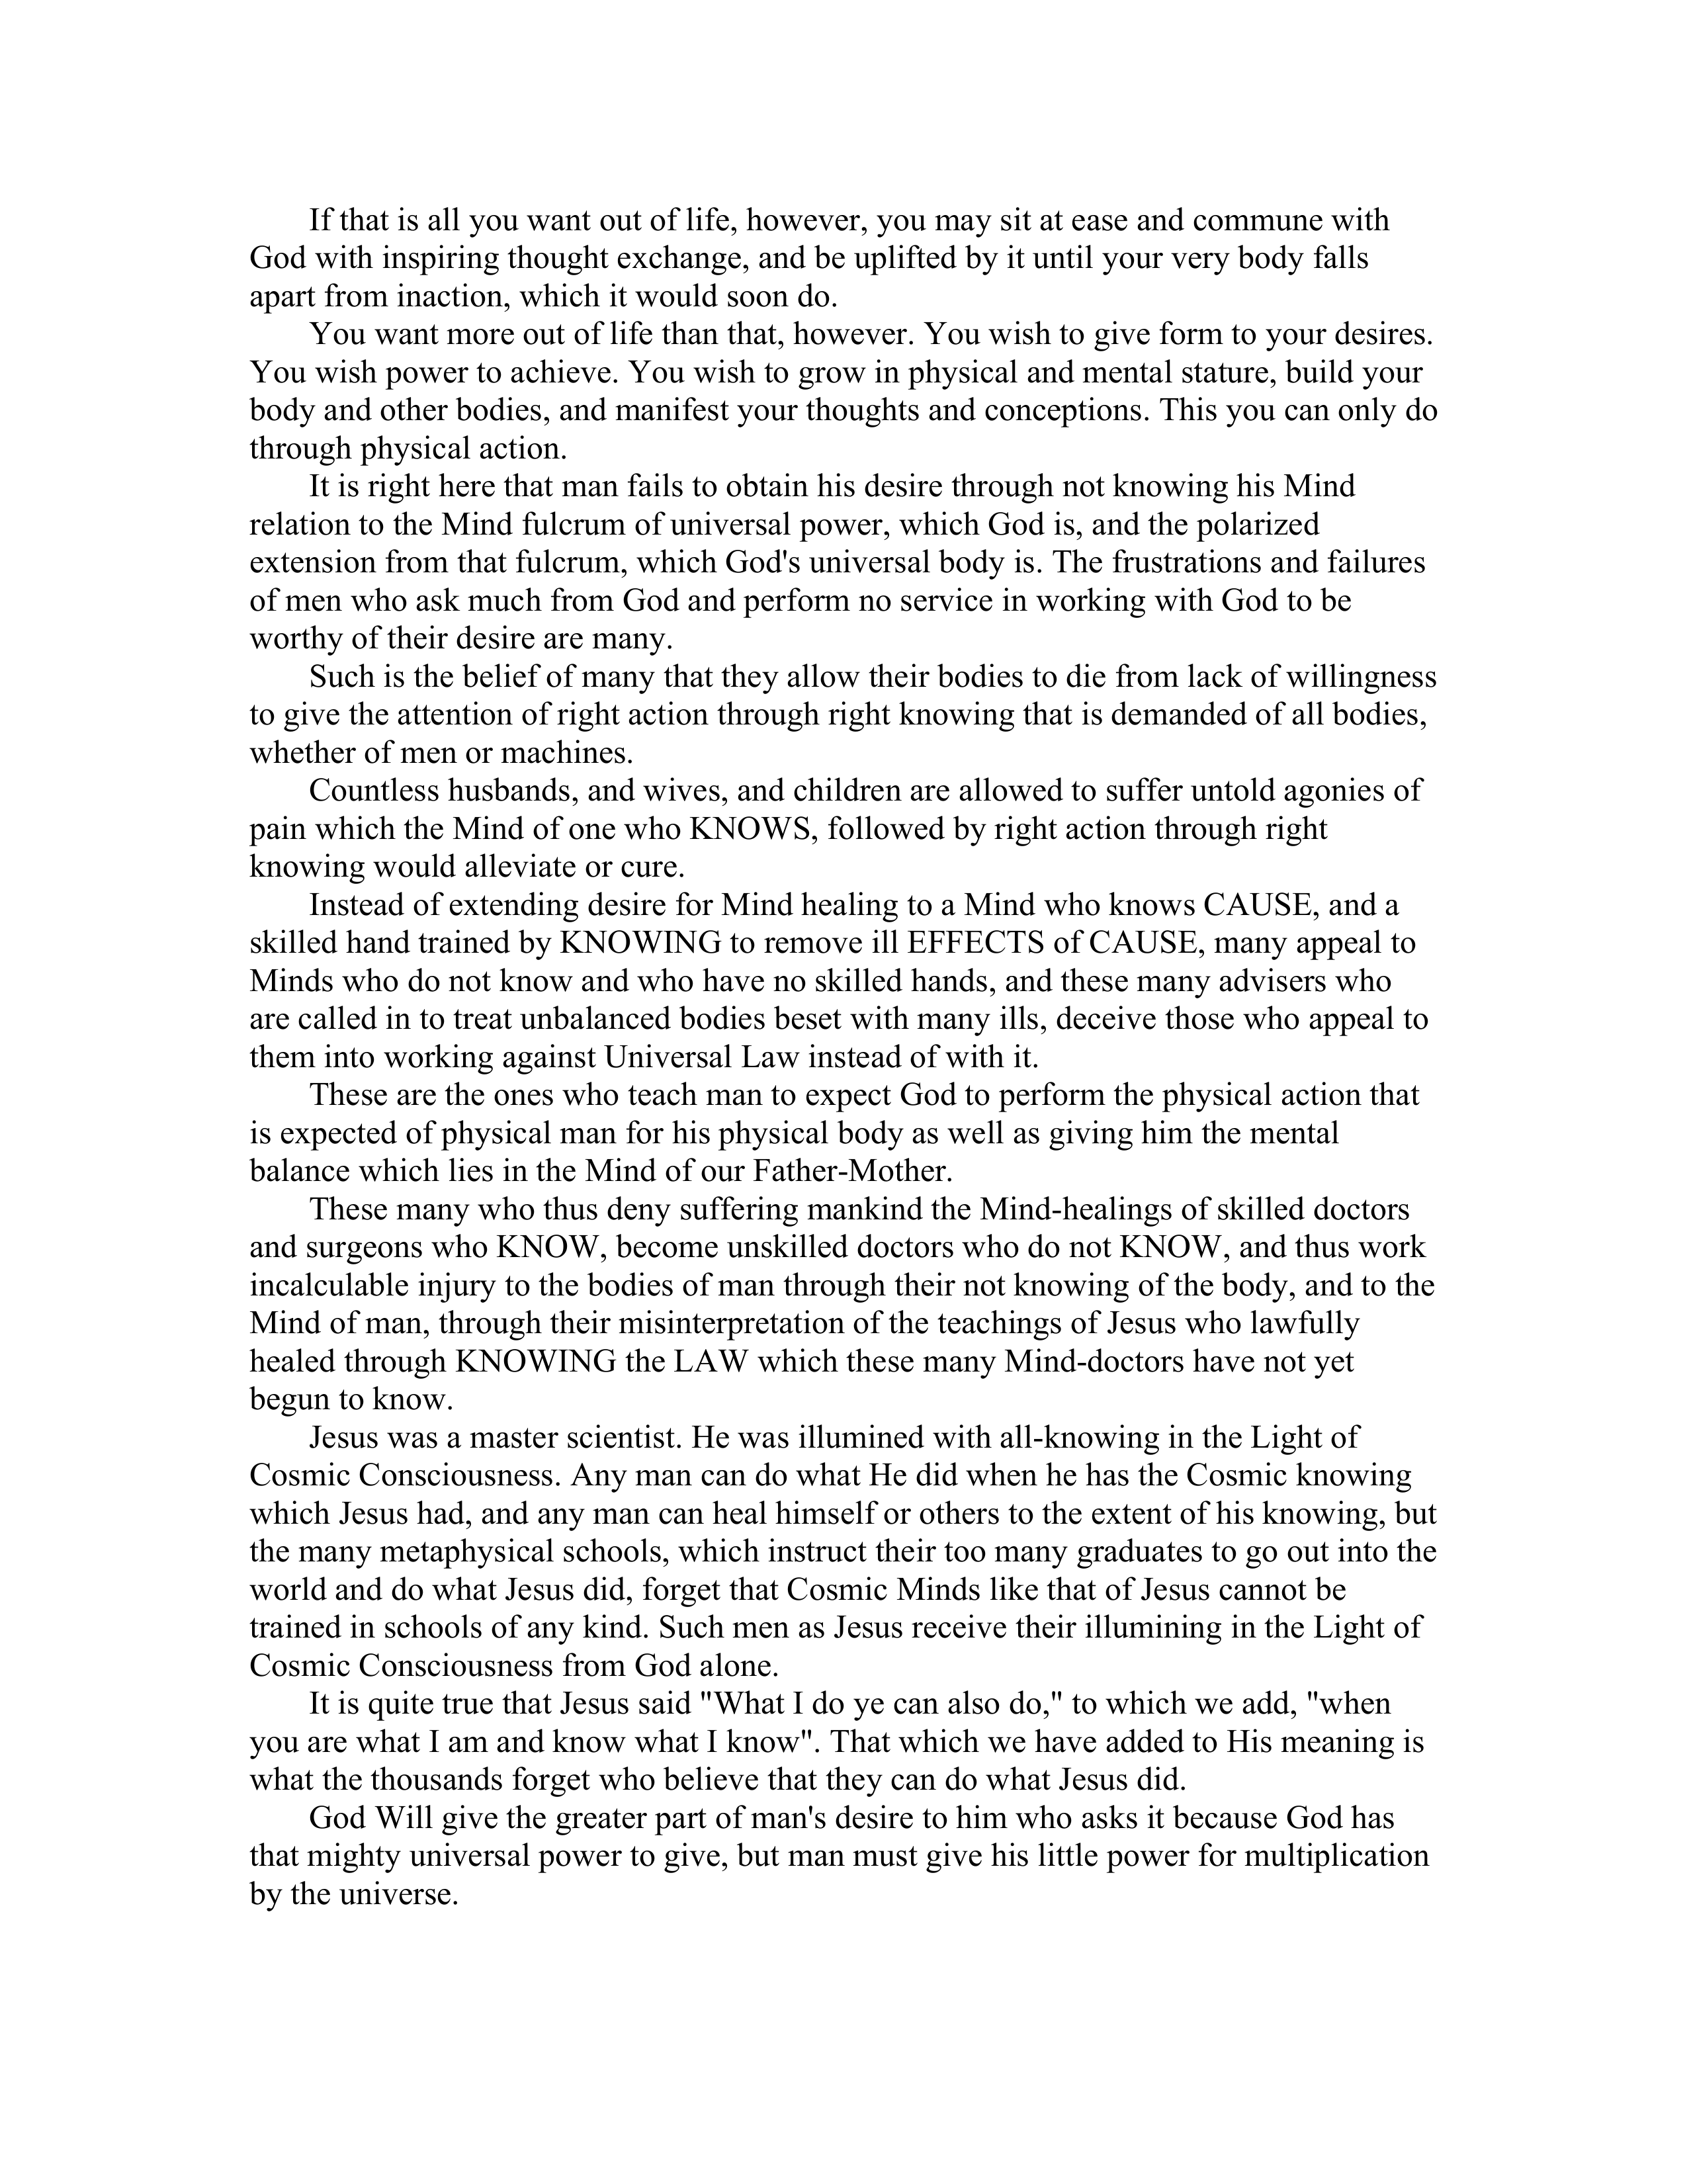 If that is all you want out of life, however, you may sit at ease and commune with
God with inspiring thought exchange, and be uplifted by it until your very body falls
apart from inaction, which it would soon do.
You want more out of life than that, however. You wish to give form to your desires.
You wish power to achieve. You wish to grow in physical and mental stature, build your
body and other bodies, and manifest your thoughts and conceptions. This you can only do
through physical action.
It is right here that man fails to obtain his desire through not knowing his Mind
relation to the Mind fulcrum of universal power, which God is, and the polarized
extension from that fulcrum, which God's universal body is. The frustrations and failures
of men who ask much from God and perform no service in working with God to be
worthy of their desire are many.
Such is the belief of many that they allow their bodies to die from lack of willingness
to give the attention of right action through right knowing that is demanded of all bodies,
whether of men or machines.
Countless husbands, and wives, and children are allowed to suffer untold agonies of
pain which the Mind of one who KNOWS, followed by right action through right
knowing would alleviate or cure.
Instead of extending desire for Mind healing to a Mind who knows CAUSE, and a
skilled hand trained by KNOWING to remove ill EFFECTS of CAUSE, many appeal to
Minds who do not know and who have no skilled hands, and these many advisers who
are called in to treat unbalanced bodies beset with many ills, deceive those who appeal to
them into working against Universal Law instead of with it.
These are the ones who teach man to expect God to perform the physical action that
is expected of physical man for his physical body as well as giving him the mental
balance which lies in the Mind of our Father-Mother.
These many who thus deny suffering mankind the Mind-healings of skilled doctors
and surgeons who KNOW, become unskilled doctors who do not KNOW, and thus work
incalculable injury to the bodies of man through their not knowing of the body, and to the
Mind of man, through their misinterpretation of the teachings of Jesus who lawfully
healed through KNOWING the LAW which these many Mind-doctors have not yet
begun to know.
Jesus was a master scientist. He was illumined with all-knowing in the Light of
Cosmic Consciousness. Any man can do what He did when he has the Cosmic knowing
which Jesus had, and any man can heal himself or others to the extent of his knowing, but
the many metaphysical schools, which instruct their too many graduates to go out into the
world and do what Jesus did, forget that Cosmic Minds like that of Jesus cannot be
trained in schools of any kind. Such men as Jesus receive their illumining in the Light of
Cosmic Consciousness from God alone.
It is quite true that Jesus said "What I do ye can also do," to which we add, "when
you are what I am and know what I know". That which we have added to His meaning is
what the thousands forget who believe that they can do what Jesus did.
God Will give the greater part of man's desire to him who asks it because God has
that mighty universal power to give, but man must give his little power for multiplication
by the universe.